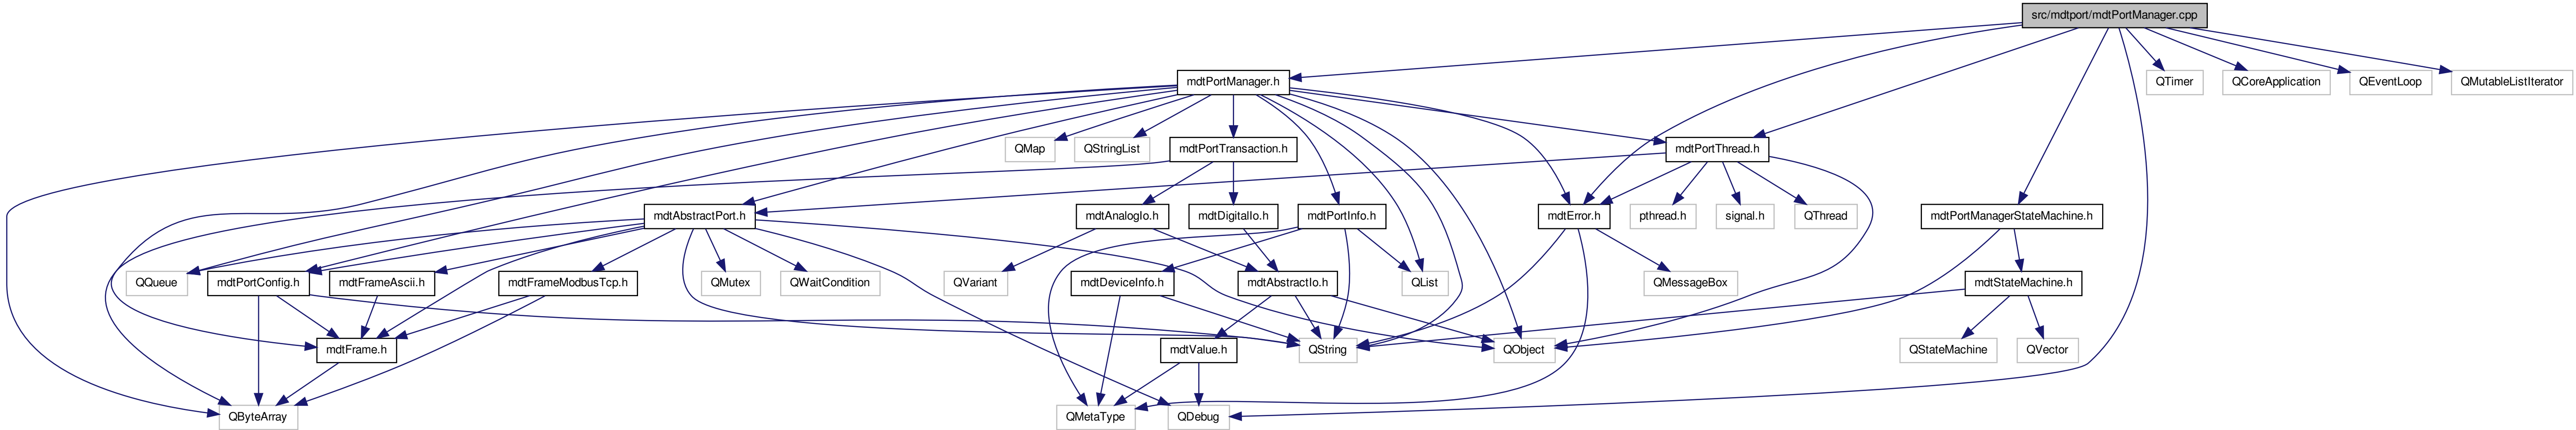 src/mdtport/mdtPortManager.cpp
mdtPortManager.h
QTimer
QCoreApplication
QEventLoop
QMutableListIterator
QMap
QStringList
mdtPortTransaction.h
mdtPortThread.h
mdtAbstractPort.h
mdtAnalogIo.h
mdtDigitalIo.h
mdtPortInfo.h
mdtError.h
pthread.h
signal.h
QThread
mdtPortManagerStateMachine.h
QQueue
mdtPortConfig.h
mdtFrameAscii.h
mdtFrameModbusTcp.h
QMutex
QWaitCondition
QVariant
mdtDeviceInfo.h
mdtAbstractIo.h
QList
QMessageBox
mdtStateMachine.h
mdtFrame.h
mdtValue.h
QString
QObject
QStateMachine
QVector
QByteArray
QMetaType
QDebug